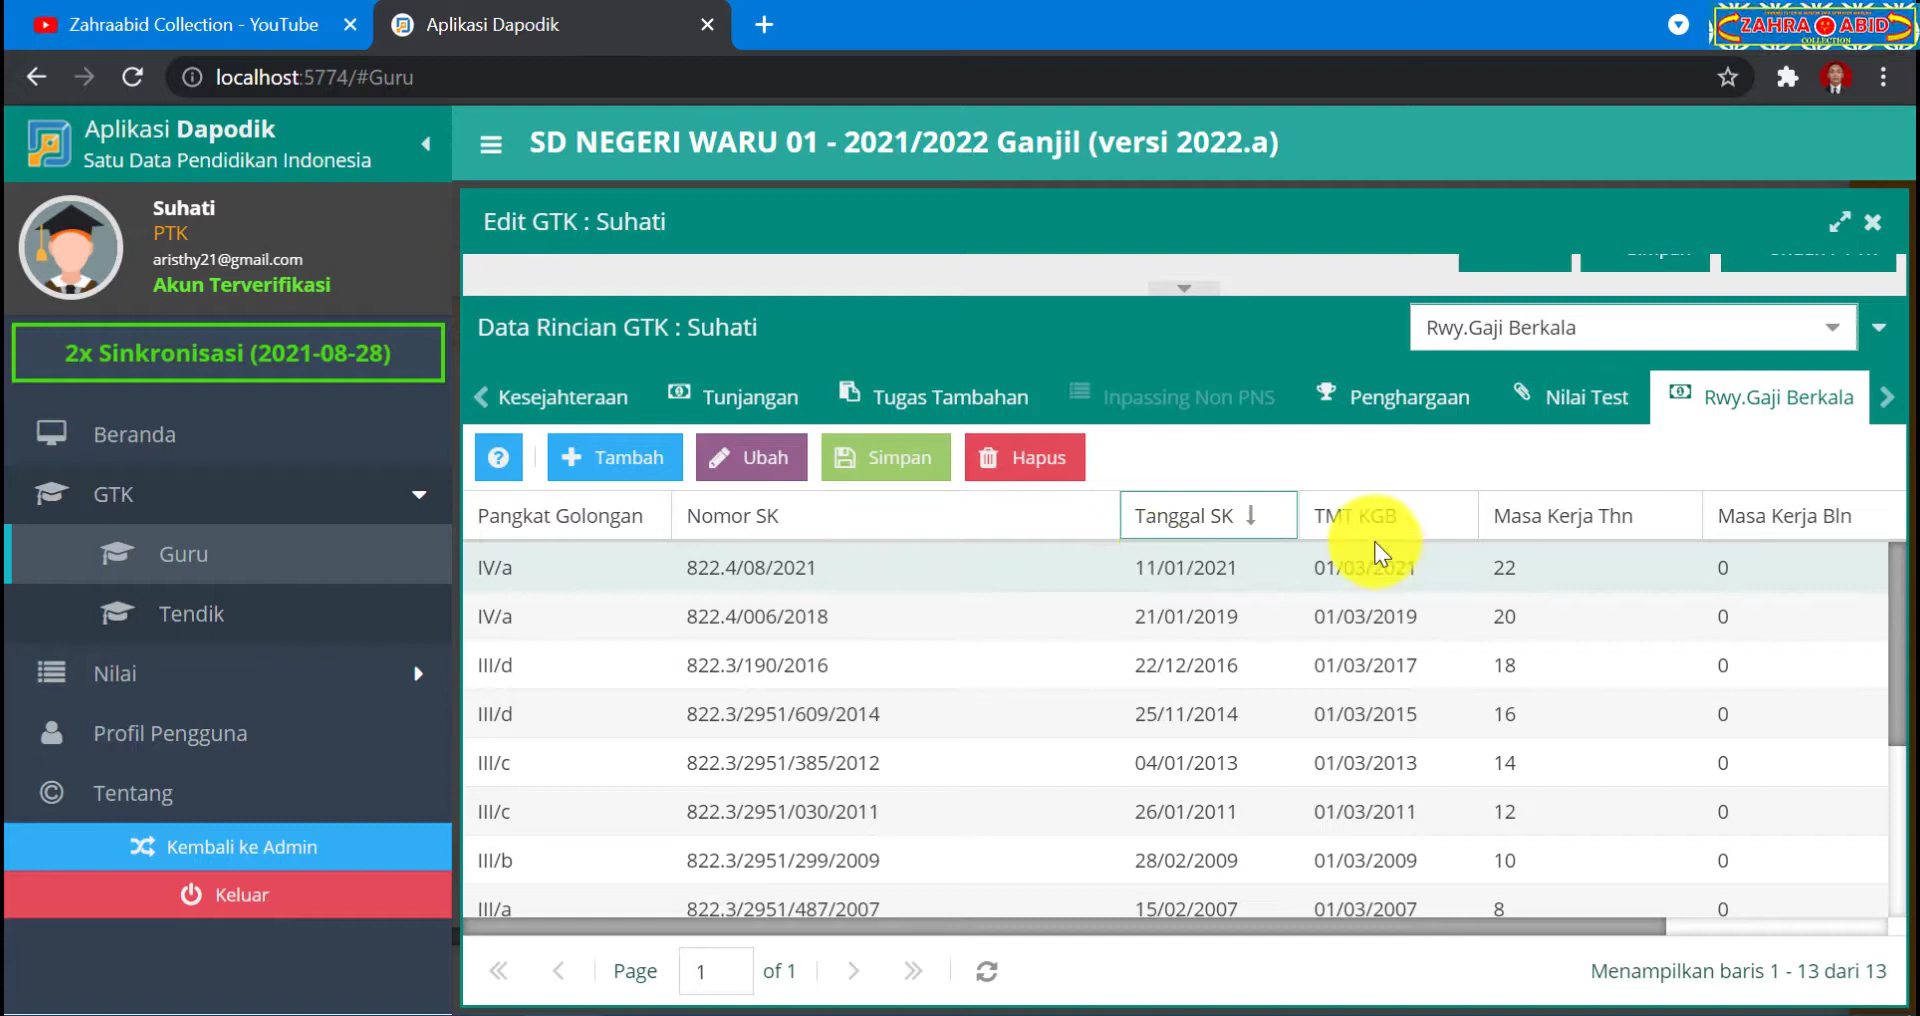 Zahraabid Collection - YouTube
Aplikasi Dapodik
ZAHRA ABID
COLLECTION
localhost:5774/#Guru
Aplikasi Dapodik
Satu Data Pendidikan Indonesia
SD NEGERI WARU 01 - 2021/2022 Ganjil (versi 2022.a)
Suhati
PTK
aristhy21@gmail.com
Akun Terverifikasi
2x Sinkronisasi (2021-08-28)
Beranda
GTK
Guru
Tendik
Nilai
Profil Pengguna
Tentang
Kembali ke Admin
Keluar
Edit GTK : Suhati
Data Rincian GTK : Suhati
Rwy.Gaji Berkala
Kesejahteraan Tunjangan Tugas Tambahan Inpassing Non PNS Penghargaan Nilai Test Rwy.Gaji Berkala
Tambah Ubah Simpan Hapus
Pangkat Golongan Nomor SK Tanggal SK TMT KGB Masa Kerja Thn Masa Kerja Bln
IV/a 822.4/08/2021 11/01/2021 01/03/2021 22 0
IV/a 822.4/006/2018 21/01/2019 01/03/2019 20 0
III/d 822.3/190/2016 22/12/2016 01/03/2017 18 0
III/d 822.3/2951/609/2014 25/11/2014 01/03/2015 16 0
III/c 822.3/2951/385/2012 04/01/2013 01/03/2013 14 0
III/c 822.3/2951/030/2011 26/01/2011 01/03/2011 12 0
III/b 822.3/2951/299/2009 28/02/2009 01/03/2009 10 0
III/a 822.3/2951/487/2007 15/02/2007 01/03/2007 8 0
Page 1 of 1
Menampilkan baris 1 - 13 dari 13